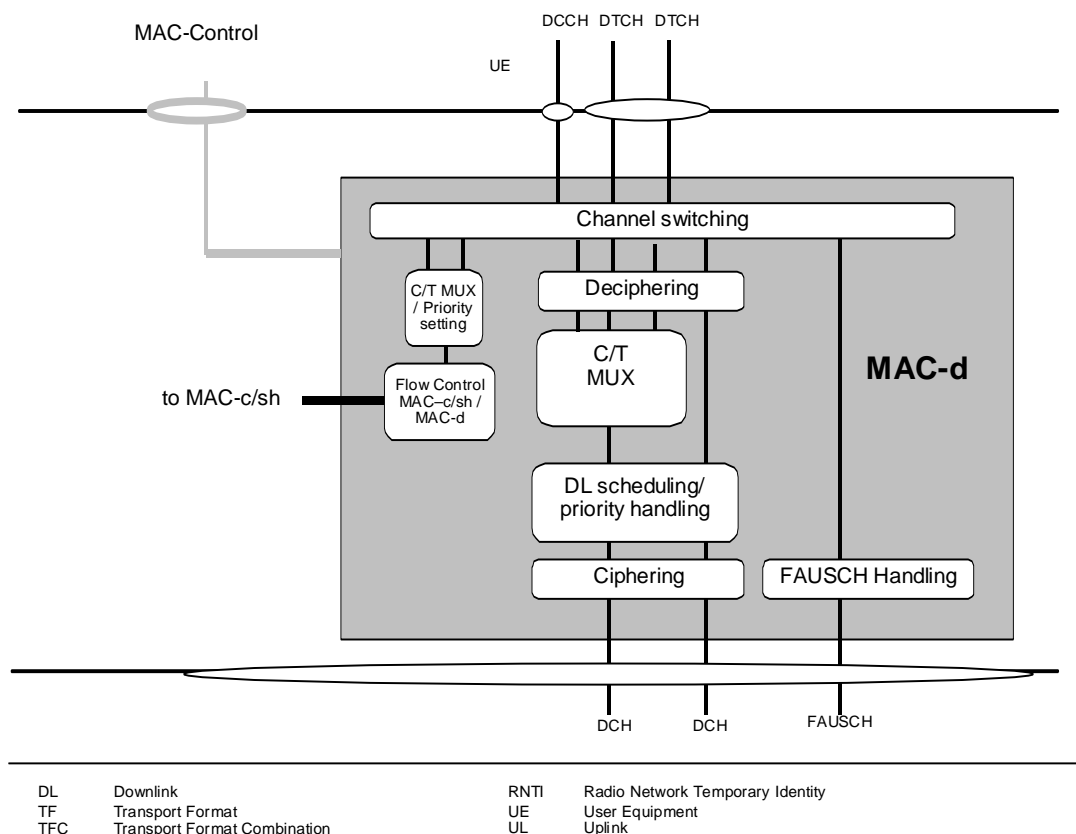 DCCH DTCH DTCH
MAC-Control
UE
Channel switching
C/T MUX
/ Priority
setting
Deciphering
C/T
MUX
MAC-d
to MAC-c/sh
Flow Control
MAC–c/sh /
MAC-d
DL scheduling/
priority handling
Ciphering
FAUSCH Handling
DCH DCH FAUSCH
DL Downlink RNTI Radio Network Temporary Identity
TF Transport Format UE User Equipment
TFC Transport Format Combination UL Uplink